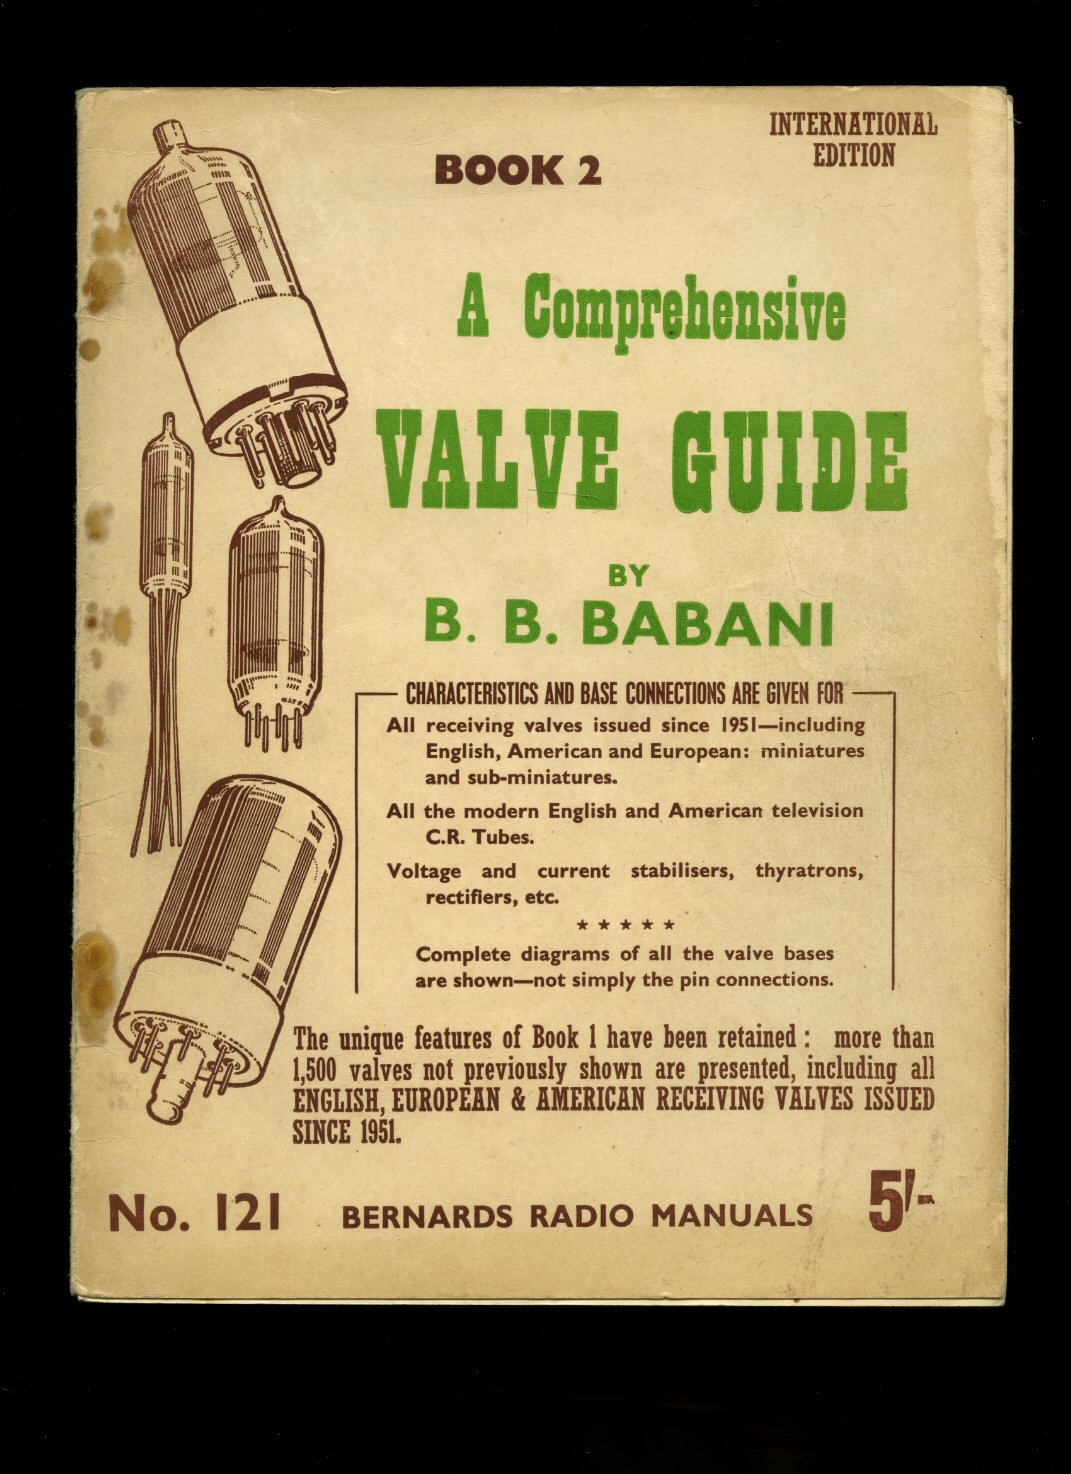 INTERNATIONAL
EDITION
BOOK 2
A Comprehensive
VALVE GUIDE
BY
B. B. BABANI
CHARACTERISTICS AND BASE CONNECTIONS ARE GIVEN FOR
All receiving valves issued since 1951—including
English, American and European: miniatures
and sub-miniatures.
All the modern English and American television
C.R. Tubes.
Voltage and current stabilisers, thyratrons,
rectifiers, etc.
★ ★ ★ ★ ★
Complete diagrams of all the valve bases
are shown—not simply the pin connections.
The unique features of Book 1 have been retained : more than
1,500 valves not previously shown are presented, including all
ENGLISH, EUROPEAN & AMERICAN RECEIVING VALVES ISSUED
SINCE 1951.
No. 121 BERNARDS RADIO MANUALS 5/-